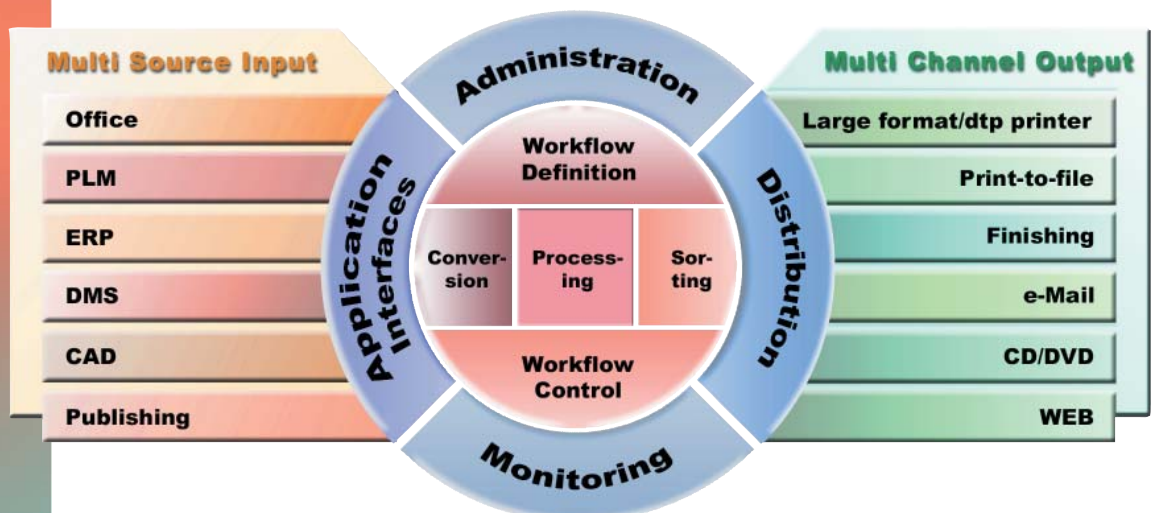 Multi Source Input
Office
PLM
ERP
DMS
CAD
Publishing
Administration
Application
Interfaces
Workflow
Definition
Conver-
sion
Process-
ing
Sor-
ting
Workflow
Control
Monitoring
Distribution
Multi Channel Output
Large format/dtp printer
Print-to-file
Finishing
e-Mail
CD/DVD
WEB